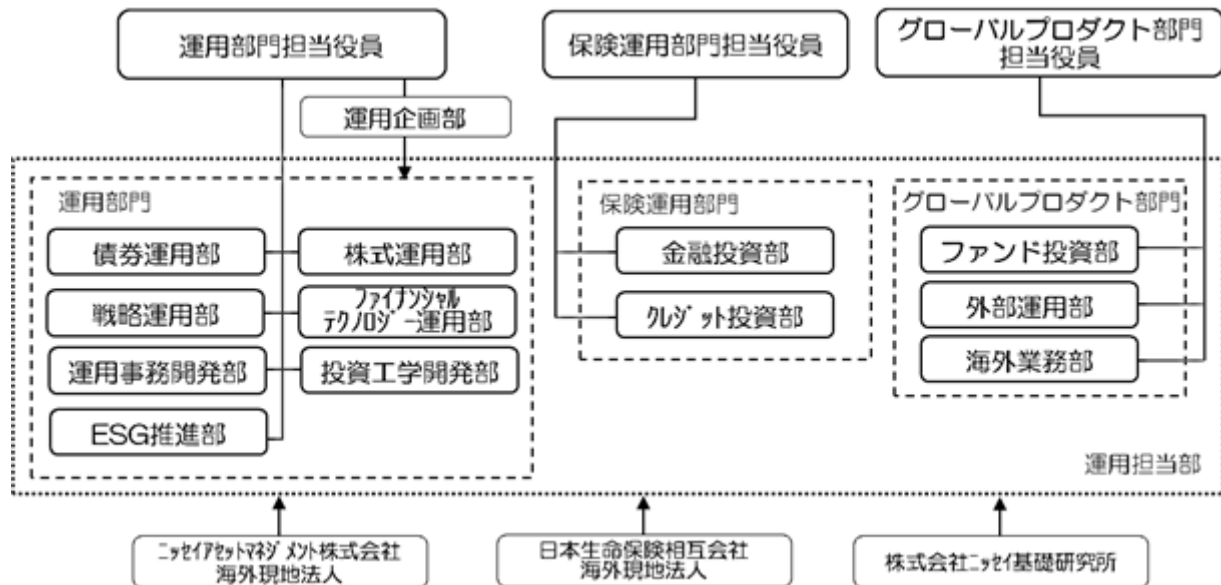 運用部門担当役員
保険運用部門担当役員
グローバルプロダクト部門
担当役員
運用企画部
運用部門
債券運用部
株式運用部
戦略運用部
ファイナンシャル
テクノロジー運用部
運用事務開発部
投資工学開発部
ESG推進部
保険運用部門
金融投資部
クレジット投資部
グローバルプロダクト部門
ファンド投資部
外部運用部
海外業務部
運用担当部
ニッセイアセットマネジメント株式会社
海外現地法人
日本生命保険相互会社
海外現地法人
株式会社ニッセイ基礎研究所